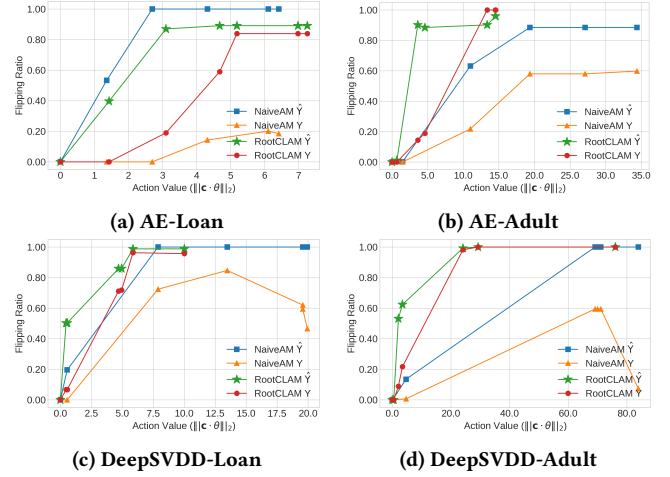 1.00
0.80
0.60
0.40
0.20
0.00
Flipping Ratio
NaiveAM Ŷ
NaiveAM Y
RootCLAM Ŷ
RootCLAM Y
0 1 2 3 4 5 6 7
Action Value (‖‖c · θ‖‖₂)
(a) AE-Loan
1.00
0.80
0.60
0.40
0.20
0.00
Flipping Ratio
NaiveAM Ŷ
NaiveAM Y
RootCLAM Ŷ
RootCLAM Y
0.0 5.0 10.0 15.0 20.0 25.0 30.0 35.0
Action Value (‖‖c · θ‖‖₂)
(b) AE-Adult
1.00
0.80
0.60
0.40
0.20
0.00
Flipping Ratio
NaiveAM Ŷ
NaiveAM Y
RootCLAM Ŷ
RootCLAM Y
0.0 2.5 5.0 7.5 10.0 12.5 15.0 17.5 20.0
Action Value (‖‖c · θ‖‖₂)
(c) DeepSVDD-Loan
1.00
0.80
0.60
0.40
0.20
0.00
Flipping Ratio
NaiveAM Ŷ
NaiveAM Y
RootCLAM Ŷ
RootCLAM Y
0.0 20.0 40.0 60.0 80.0
Action Value (‖‖c · θ‖‖₂)
(d) DeepSVDD-Adult